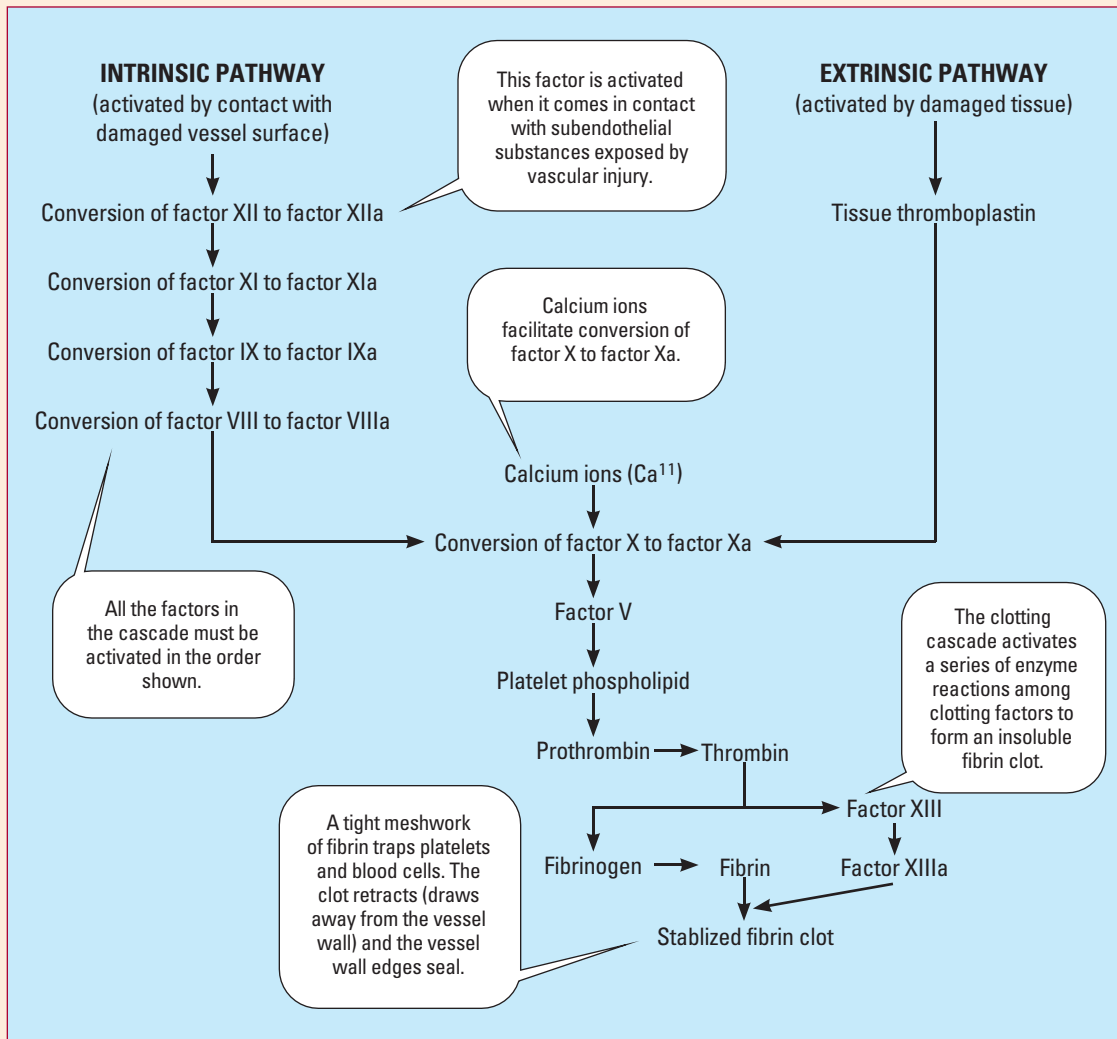 INTRINSIC PATHWAY
(activated by contact with
damaged vessel surface)
This factor is activated
when it comes in contact
with subendothelial
substances exposed by
vascular injury.
EXTRINSIC PATHWAY
(activated by damaged tissue)
Conversion of factor XII to factor XIIa
Tissue thromboplastin
Conversion of factor XI to factor XIa
Calcium ions
facilitate conversion of
factor X to factor Xa.
Conversion of factor IX to factor IXa
Conversion of factor VIII to factor VIIIa
Calcium ions (Ca¹¹)
Conversion of factor X to factor Xa
All the factors in
the cascade must be
activated in the order
shown.
Factor V
The clotting
cascade activates
a series of enzyme
reactions among
clotting factors to
form an insoluble
fibrin clot.
Platelet phospholipid
Prothrombin
Thrombin
Factor XIII
A tight meshwork
of fibrin traps platelets
and blood cells. The
clot retracts (draws
away from the vessel
wall) and the vessel
wall edges seal.
Fibrinogen
Fibrin
Factor XIIIa
Stablized fibrin clot